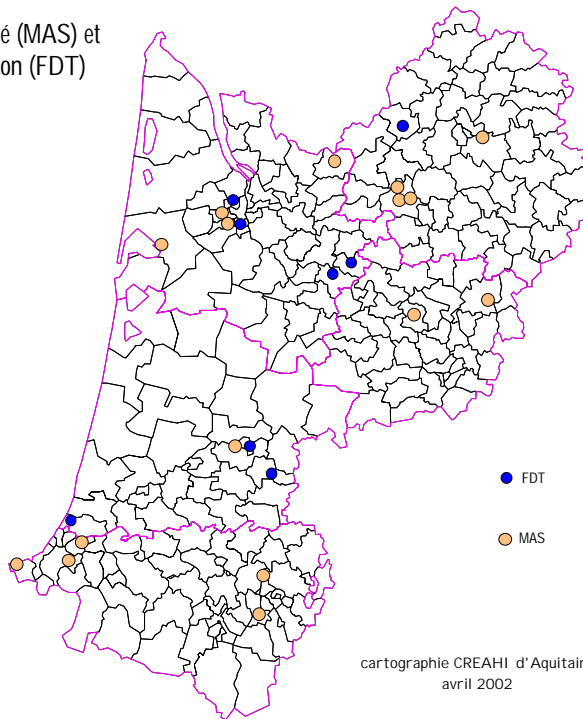 é (MAS) et
on (FDT)
FDT
MAS
cartographie CREAHI d'Aquitain
avril 2002